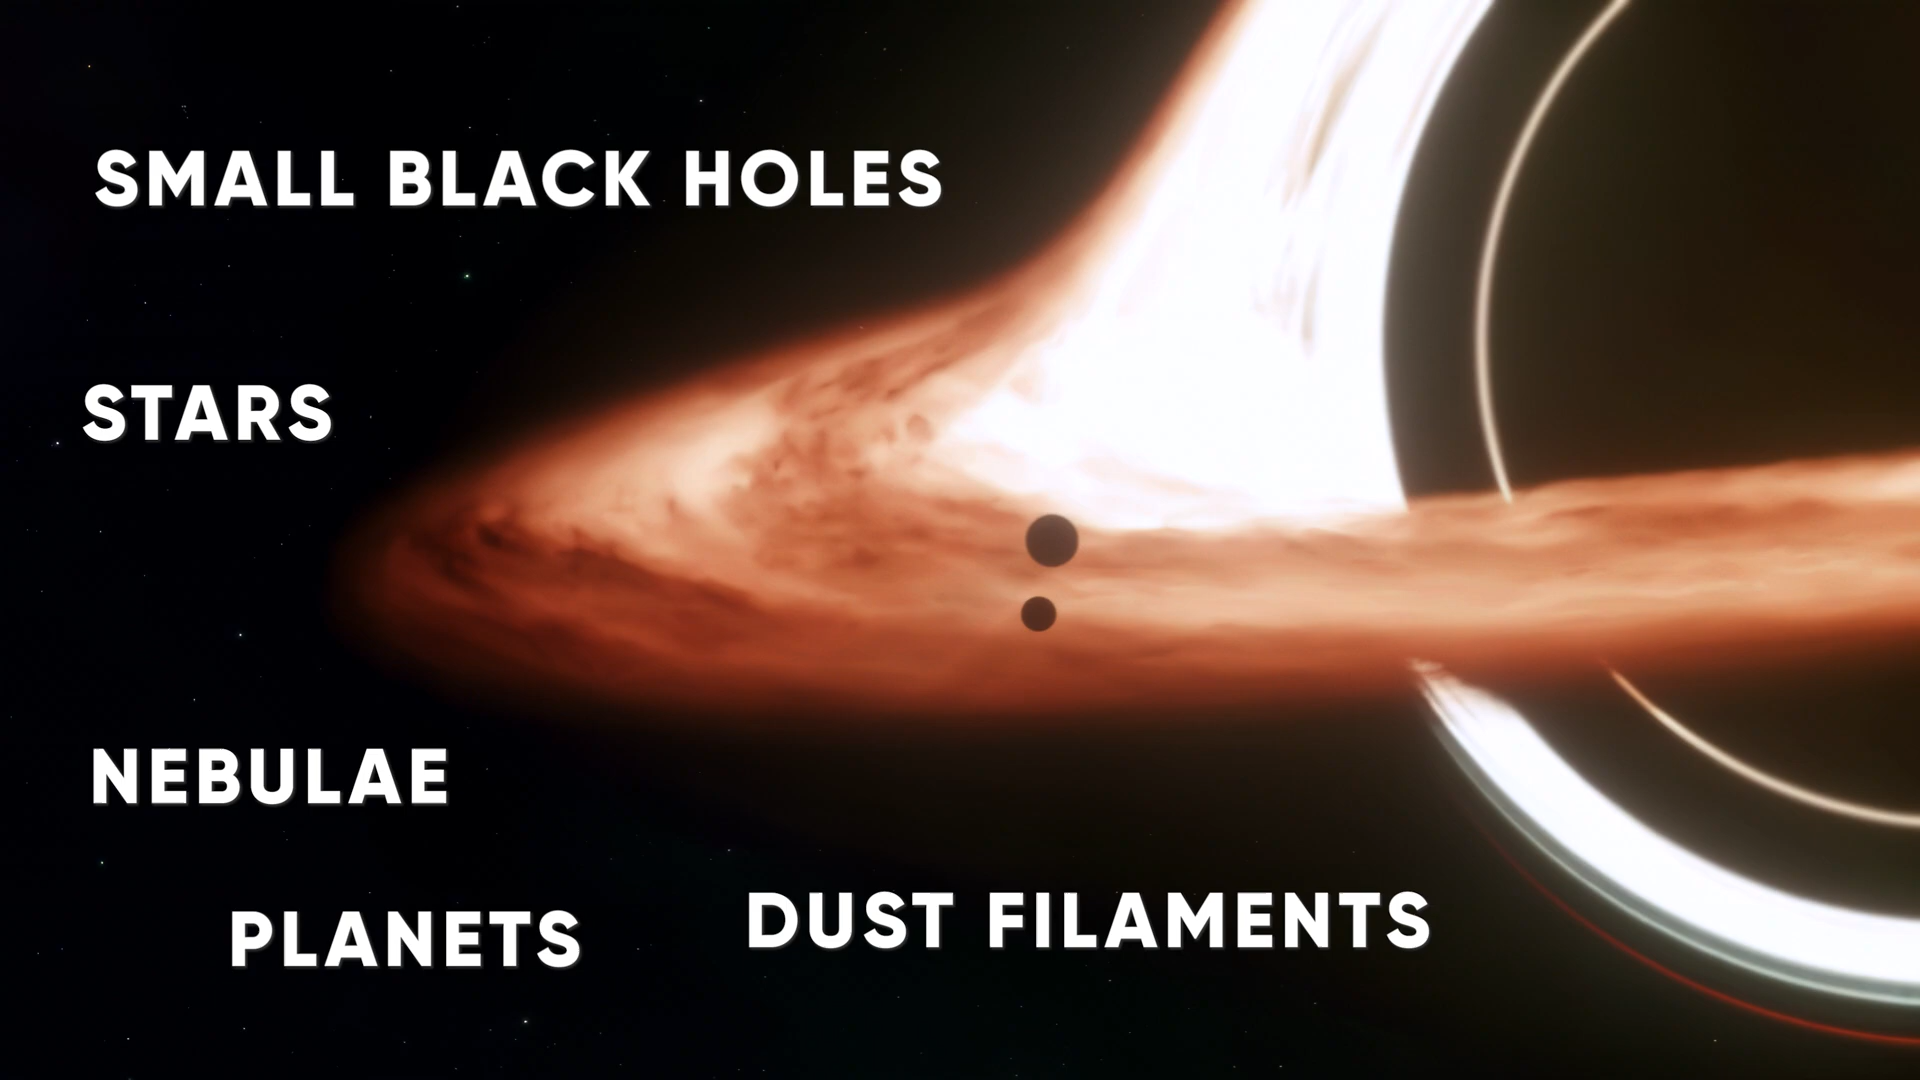 SMALL BLACK HOLES
STARS
NEBULAE
PLANETS
DUST FILAMENTS